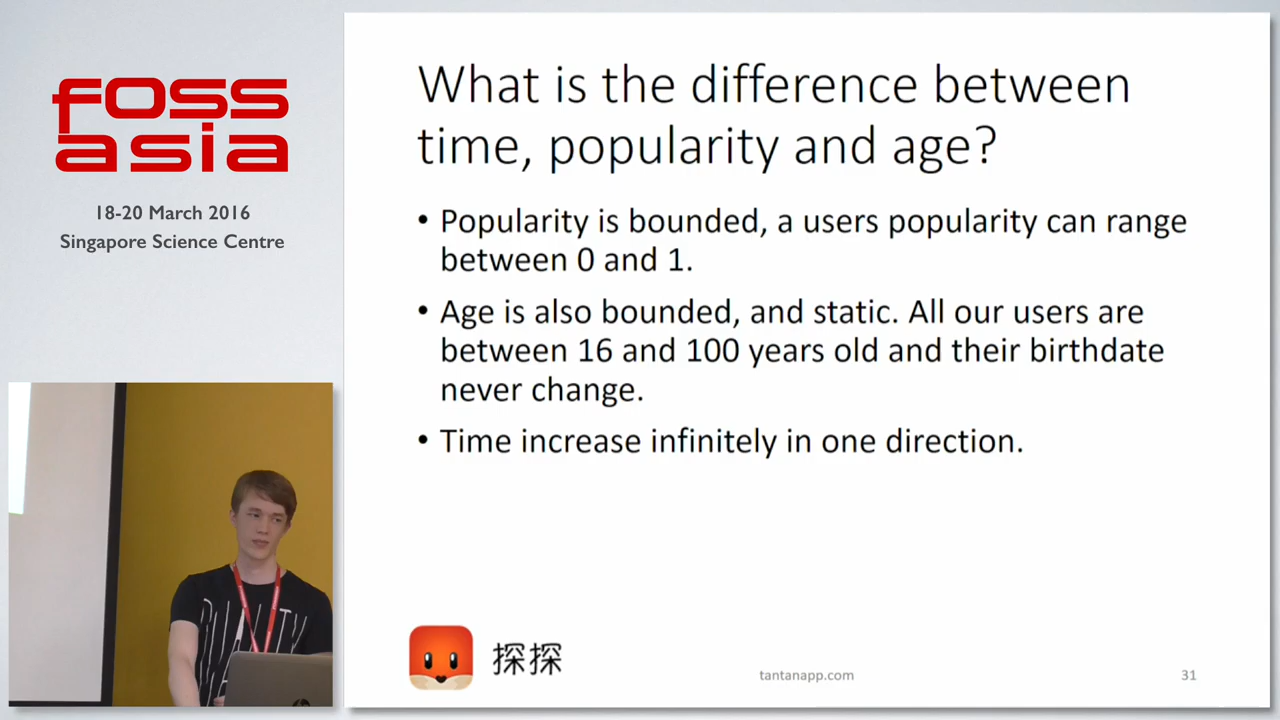 foss
asia
18-20 March 2016
Singapore Science Centre
What is the difference between
time, popularity and age?
• Popularity is bounded, a users popularity can range
between 0 and 1.
• Age is also bounded, and static. All our users are
between 16 and 100 years old and their birthdate
never change.
• Time increase infinitely in one direction.
探探
tantanapp.com
31